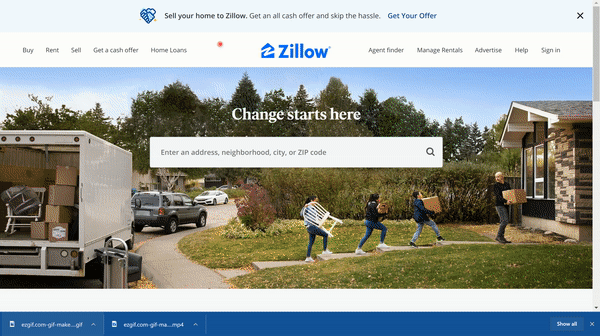 Sell your home to Zillow. Get an all cash offer and skip the hassle. Get Your Offer
Buy Rent Sell Get a cash offer Home Loans Zillow Agent finder Manage Rentals Advertise Help Sign in
Change starts here
Enter an address, neighborhood, city, or ZIP code
ezgif.com-gif-make....gif ezgif.com-gif-ma....mp4 Show all